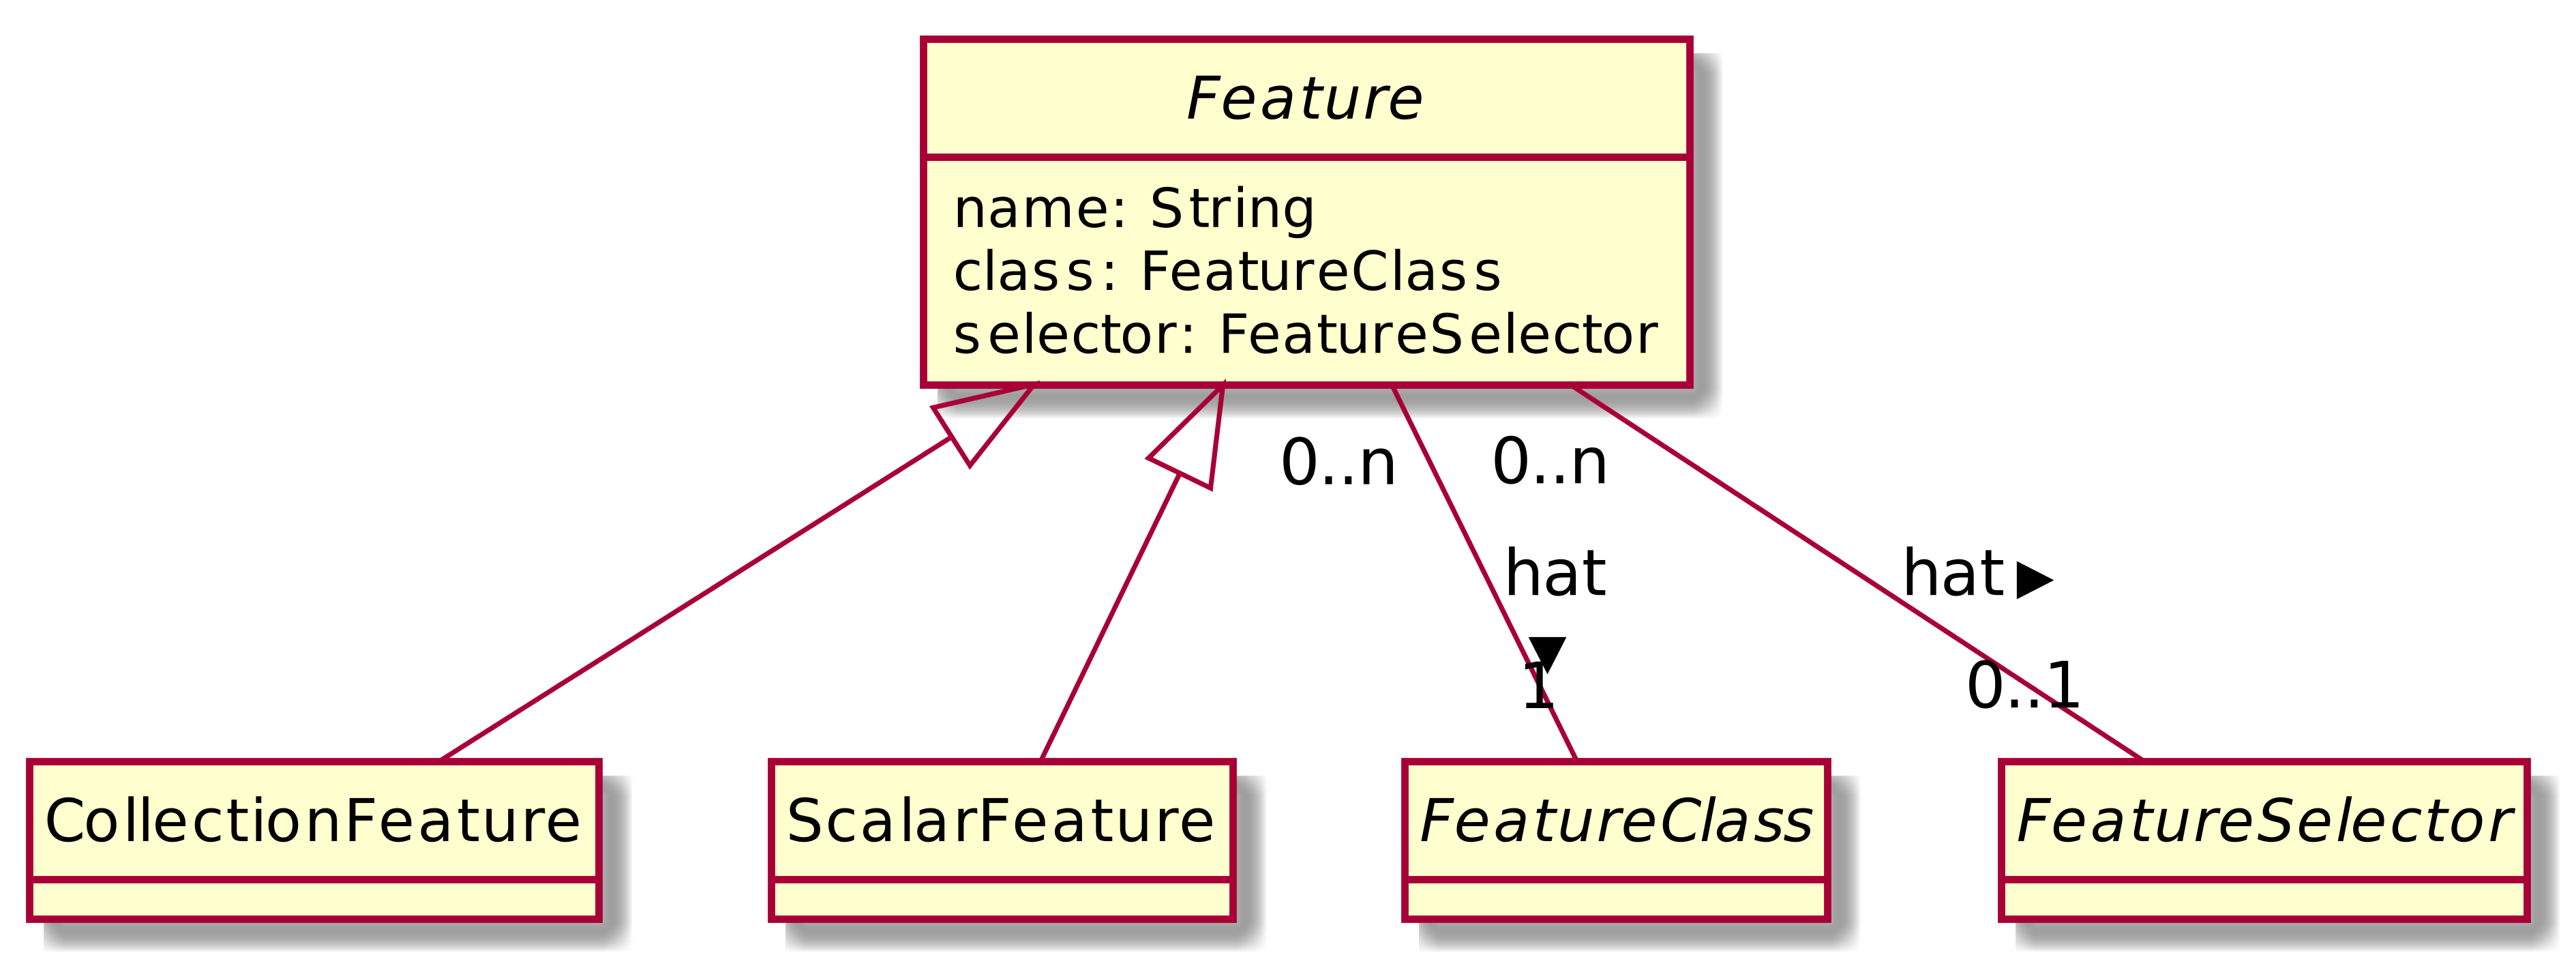 Feature
name: String
class: FeatureClass
selector: FeatureSelector
0..n
0..n
hat
hat
1
0..1
CollectionFeature
ScalarFeature
FeatureClass
FeatureSelector